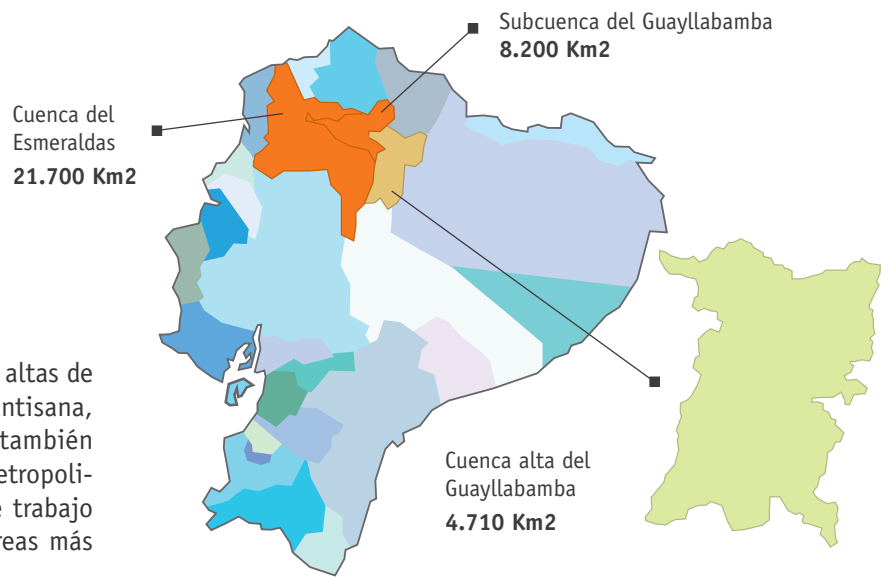 Subcuenca del Guayllabamba
8.200 Km2
Cuenca del
Esmeraldas
21.700 Km2
altas de
ntisana,
también
etropoli-
e trabajo
reas más
Cuenca alta del
Guayllabamba
4.710 Km2